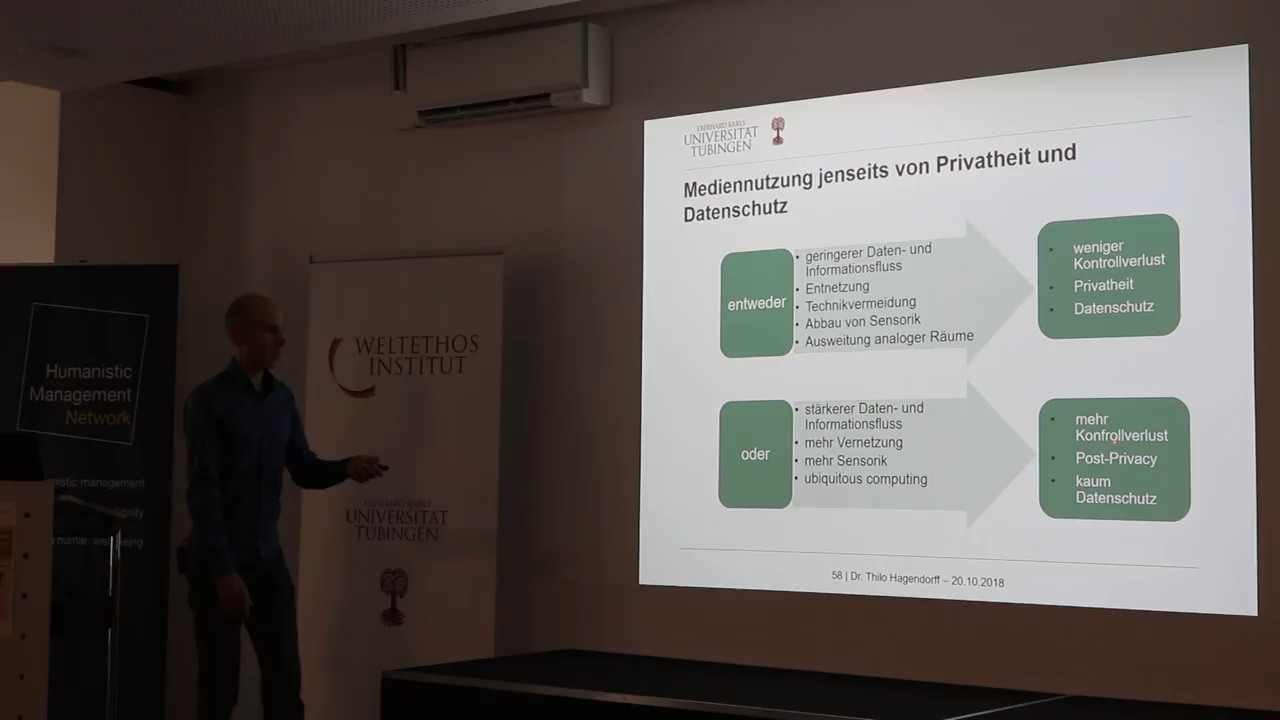 Humanistic
Management
Network
nistic management
WELTETHOS
INSTITUT
EBERHARD KARLS
UNIVERSITÄT
TÜBINGEN
EBERHARD KARLS
UNIVERSITÄT
TÜBINGEN
Mediennutzung jenseits von Privatheit und
Datenschutz
entweder
• geringerer Daten- und
Informationsfluss
• Entnetzung
• Technikvermeidung
• Abbau von Sensorik
• Ausweitung analoger Räume
• weniger
Kontrollverlust
• Privatheit
• Datenschutz
oder
• stärkerer Daten- und
Informationsfluss
• mehr Vernetzung
• mehr Sensorik
• ubiquitous computing
• mehr
Kontrollverlust
• Post-Privacy
• kaum
Datenschutz
58 | Dr. Thilo Hagendorff – 20.10.2018